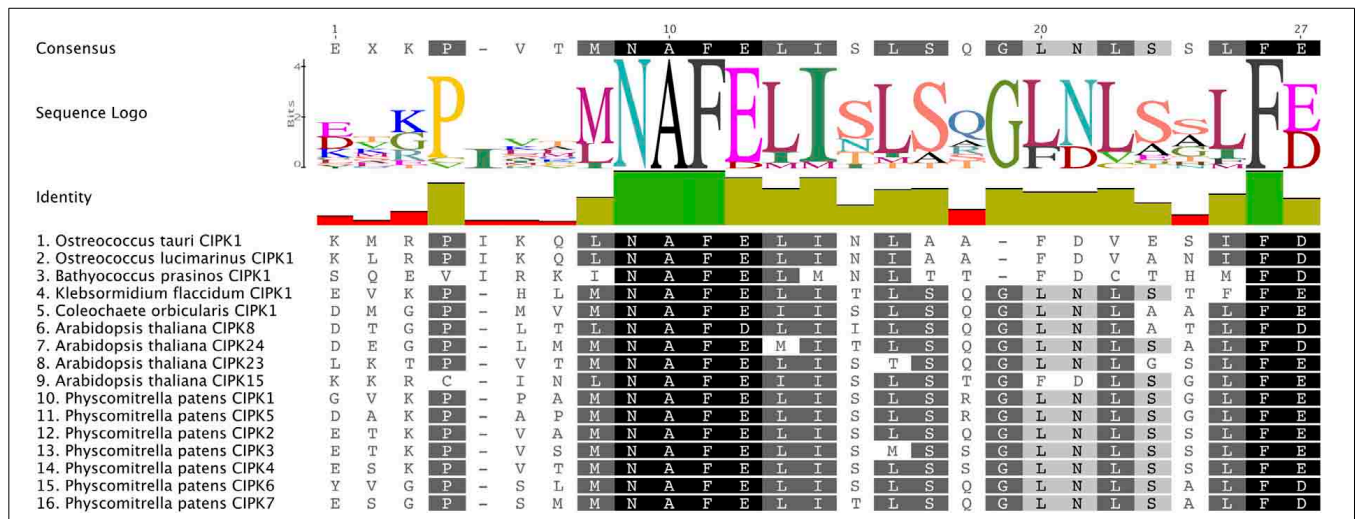 1 10 20 27
Consensus E X K P - V T M N A F E L I S L S Q G L N L S S L F E
4
Sequence Logo Bits 2
0
Identity
1. Ostreococcus tauri CIPK1 K M R P I K Q L N A F E L I N L A A - F D V E S I F D
2. Ostreococcus lucimarinus CIPK1 K L R P I K Q L N A F E L I N I A A - F D V A N I F D
3. Bathyococcus prasinos CIPK1 S Q E V I R K I N A F E L M N L T T - F D C T H M F D
4. Klebsormidium flaccidum CIPK1 E V K P - H L M N A F E L I T L S Q G L N L S T F F E
5. Coleochaete orbicularis CIPK1 D M G P - M V M N A F E L I S L S Q G L N L S A A L F D
6. Arabidopsis thaliana CIPK8 D T G P - L T L N A F D L I I L S Q G L N L A T L F D
7. Arabidopsis thaliana CIPK24 D E G P - L M M N A F E M I T L S Q G L N L S A L F D
8. Arabidopsis thaliana CIPK23 L K T P - V T M N A F E L I S T S Q G L N L G S L F E
9. Arabidopsis thaliana CIPK15 K K R C - I N L N A F E I I S L S T G F D L S G L F E
10. Physcomitrella patens CIPK1 G V K P - P A M N A F E L I S L S R G L N L S G L F E
11. Physcomitrella patens CIPK5 D A K P - A P M N A F E L I S L S R G L N L S G L F E
12. Physcomitrella patens CIPK2 E T K P - V A M N A F E L I S L S Q G L N L S S L F E
13. Physcomitrella patens CIPK3 E T K P - V S M N A F E L I S M S S G L N L S S L F E
14. Physcomitrella patens CIPK4 E S K P - V T M N A F E L I S L S S G L N L S S L F E
15. Physcomitrella patens CIPK6 Y V G P - S L M N A F E L I S L S Q G L N L S A L F D
16. Physcomitrella patens CIPK7 E S G P - S M M N A F E L I T L S Q G L N L S A L F D